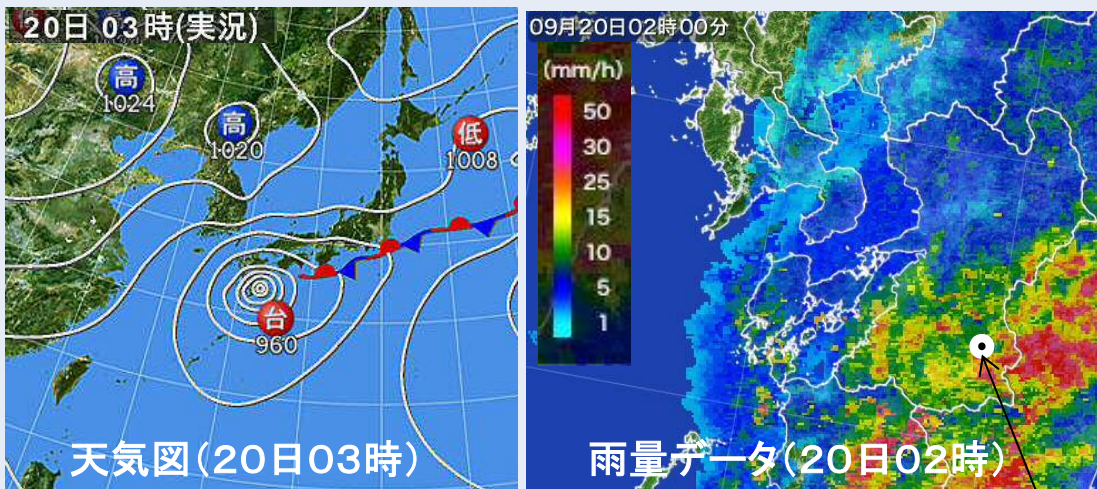 20日 03時(実況)
高
1024
高
1020
低
1008
台
960
天気図(20日03時)
09月20日02時00分
(mm/h)
50
30
25
15
10
5
1
雨量データ(20日02時)